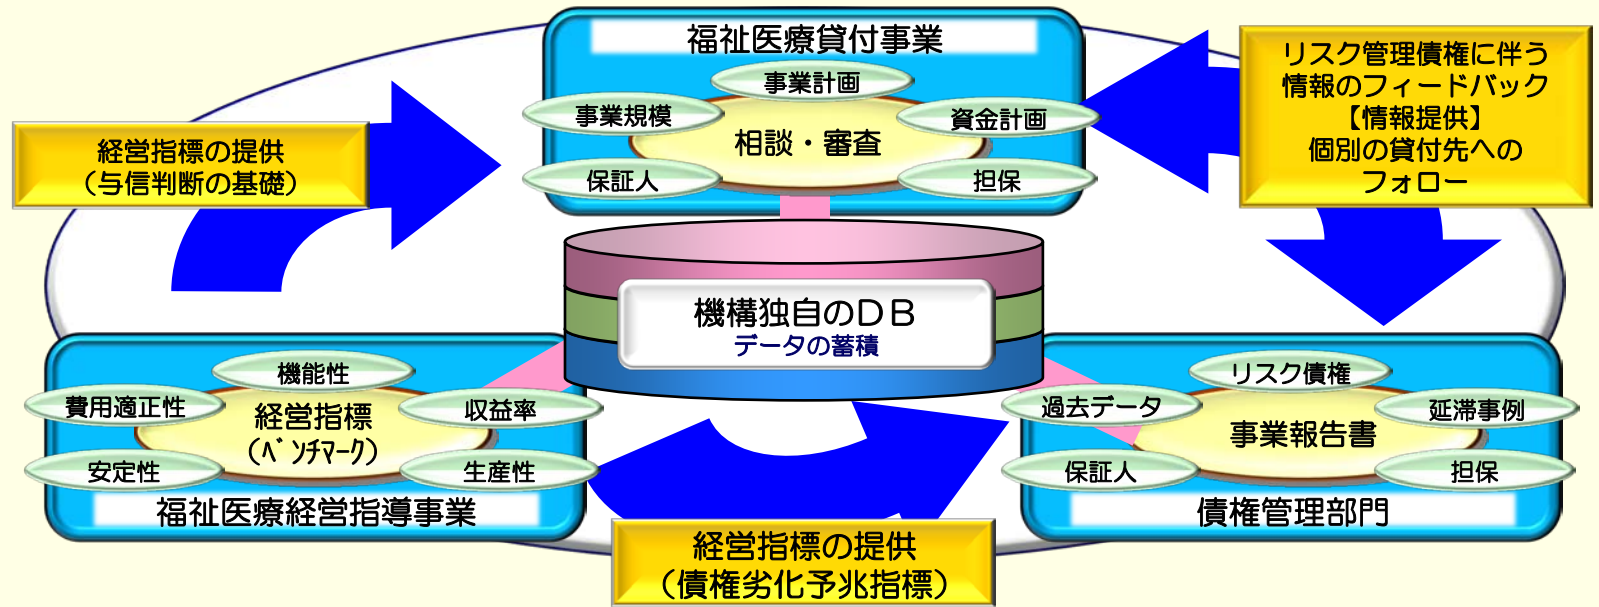 福祉医療貸付事業
事業計画
事業規模
資金計画
相談・審査
保証人
担保
経営指標の提供
（与信判断の基礎）
リスク管理債権に伴う
情報のフィードバック
【情報提供】
個別の貸付先への
フォロー
機構独自のＤＢ
データの蓄積
機能性
費用適正性
収益率
経営指標
（ﾍﾞﾝﾁﾏｰｸ）
安定性
生産性
福祉医療経営指導事業
リスク債権
過去データ
延滞事例
事業報告書
保証人
担保
債権管理部門
経営指標の提供
（債権劣化予兆指標）